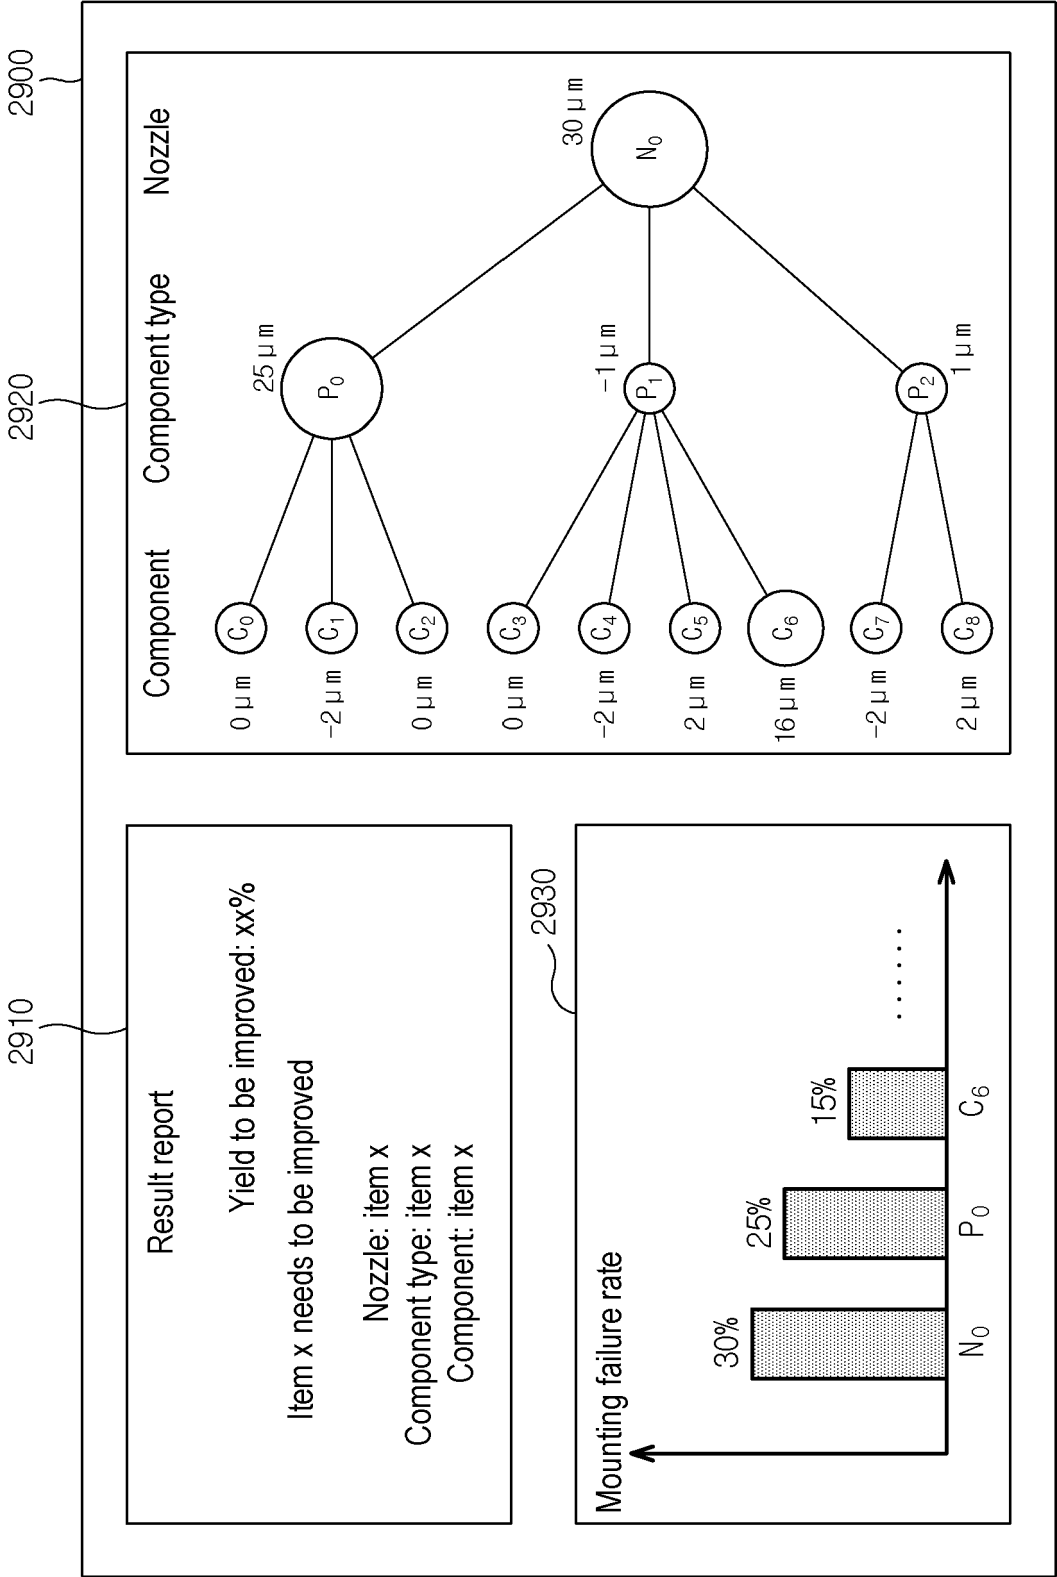 2900
2910
Result report
Yield to be improved: xx%
Item x needs to be improved
Nozzle: item x
Component type: item x
Component: item x
2920
Component
Component type
Nozzle
0 μm
C₀
-2 μm
C₁
0 μm
C₂
25 μm
P₀
0 μm
C₃
-2 μm
C₄
2 μm
C₅
16 μm
C₆
-1 μm
P₁
-2 μm
C₇
2 μm
C₈
P₂
1 μm
30 μm
N₀
2930
Mounting failure rate
30%
25%
15%
......
N₀
P₀
C₆